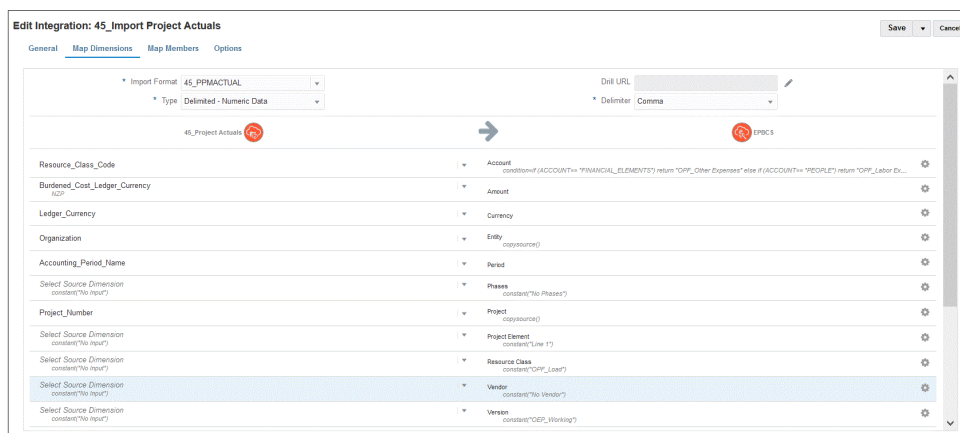 Edit Integration: 45_Import Project Actuals
Save
Cancel
General Map Dimensions Map Members Options
* Import Format 45_PPMACTUAL
Drill URL
* Type Delimited - Numeric Data
* Delimiter Comma
45_Project Actuals
EPBCS
Resource_Class_Code
Account
condition=if (ACCOUNT== "FINANCIAL_ELEMENTS") return "OPF_Other Expenses" else if (ACCOUNT== "PEOPLE") return "OPF_Labor Ex...
Burdened_Cost_Ledger_Currency
NZP
Amount
Ledger_Currency
Currency
Organization
Entity
copysource()
Accounting_Period_Name
Period
Select Source Dimension
constant("No Input")
Phases
constant("No Phases")
Project_Number
Project
copysource()
Select Source Dimension
constant("No Input")
Project Element
constant("Line 1")
Select Source Dimension
constant("No Input")
Resource Class
constant("OPF_Load")
Select Source Dimension
constant("No Input")
Vendor
constant("No Vendor")
Select Source Dimension
constant("No Input")
Version
constant("OEP_Working")